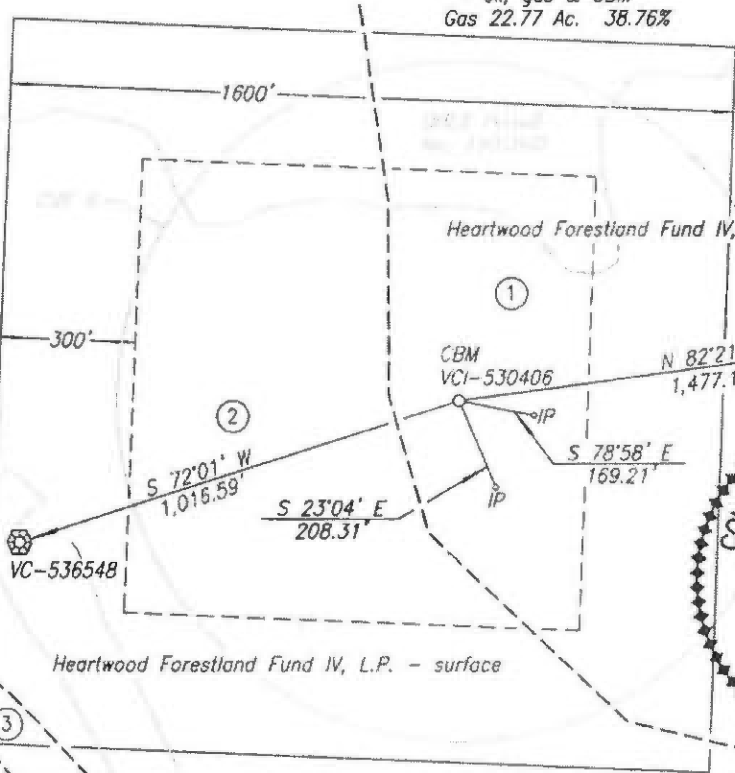 Gas 22.77 Ac. 38.76%
1600'
Heartwood Forestland Fund IV,
1
300'
CBM
VCI-530406
N 82°21
1,477.1
IP
2
S 78°58' E
169.21'
S 72°01' W
1,016.59'
IP
S 23°04' E
208.31'
VC-536548
Heartwood Forestland Fund IV, L.P. - surface
3